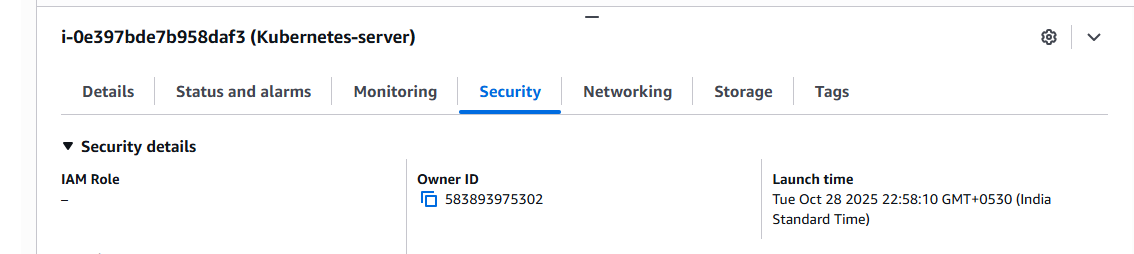 i-0e397bde7b958daf3 (Kubernetes-server)
Details Status and alarms Monitoring Security Networking Storage Tags
Security details
IAM Role
–
Owner ID
583893975302
Launch time
Tue Oct 28 2025 22:58:10 GMT+0530 (India
Standard Time)